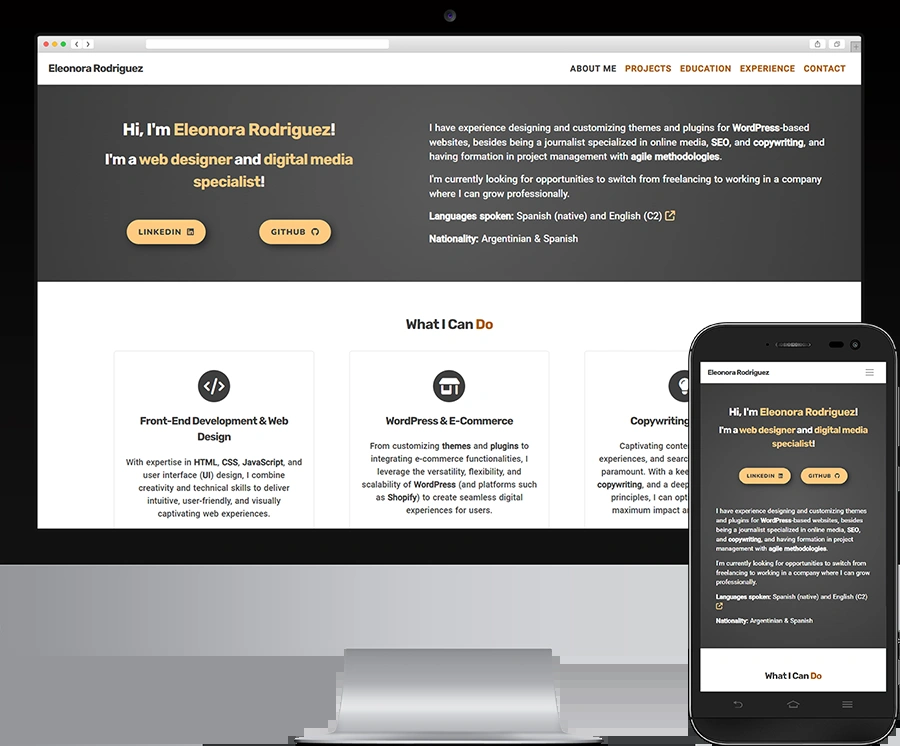 Eleonora Rodriguez
ABOUT ME PROJECTS EDUCATION EXPERIENCE CONTACT
Hi, I'm Eleonora Rodriguez!
I'm a web designer and digital media
specialist!
LINKEDIN
GITHUB
I have experience designing and customizing themes and plugins for WordPress-based
websites, besides being a journalist specialized in online media, SEO, and copywriting, and
having formation in project management with agile methodologies.
I'm currently looking for opportunities to switch from freelancing to working in a company
where I can grow professionally.
Languages spoken: Spanish (native) and English (C2)
Nationality: Argentinian & Spanish
What I Can Do
Front-End Development & Web
Design
With expertise in HTML, CSS, JavaScript, and
user interface (UI) design, I combine
creativity and technical skills to deliver
intuitive, user-friendly, and visually
captivating web experiences.
WordPress & E-Commerce
From customizing themes and plugins to
integrating e-commerce functionalities, I
leverage the versatility, flexibility, and
scalability of WordPress (and platforms such
as Shopify) to create seamless digital
experiences for users.
Copywriting
Captivating conte
experiences, and searc
paramount. With a kee
copywriting, and a deep
principles, I can opt
maximum impact a
Eleonora Rodriguez
Hi, I'm Eleonora Rodriguez!
I'm a web designer and digital media
specialist!
LINKEDIN
GITHUB
I have experience designing and customizing themes
and plugins for WordPress-based websites, besides
being a journalist specialized in online media, SEO,
and copywriting, and having formation in project
management with agile methodologies.
I'm currently looking for opportunities to switch from
freelancing to working in a company where I can grow
professionally.
Languages spoken: Spanish (native) and English (C2)
Nationality: Argentinian & Spanish
What I Can Do